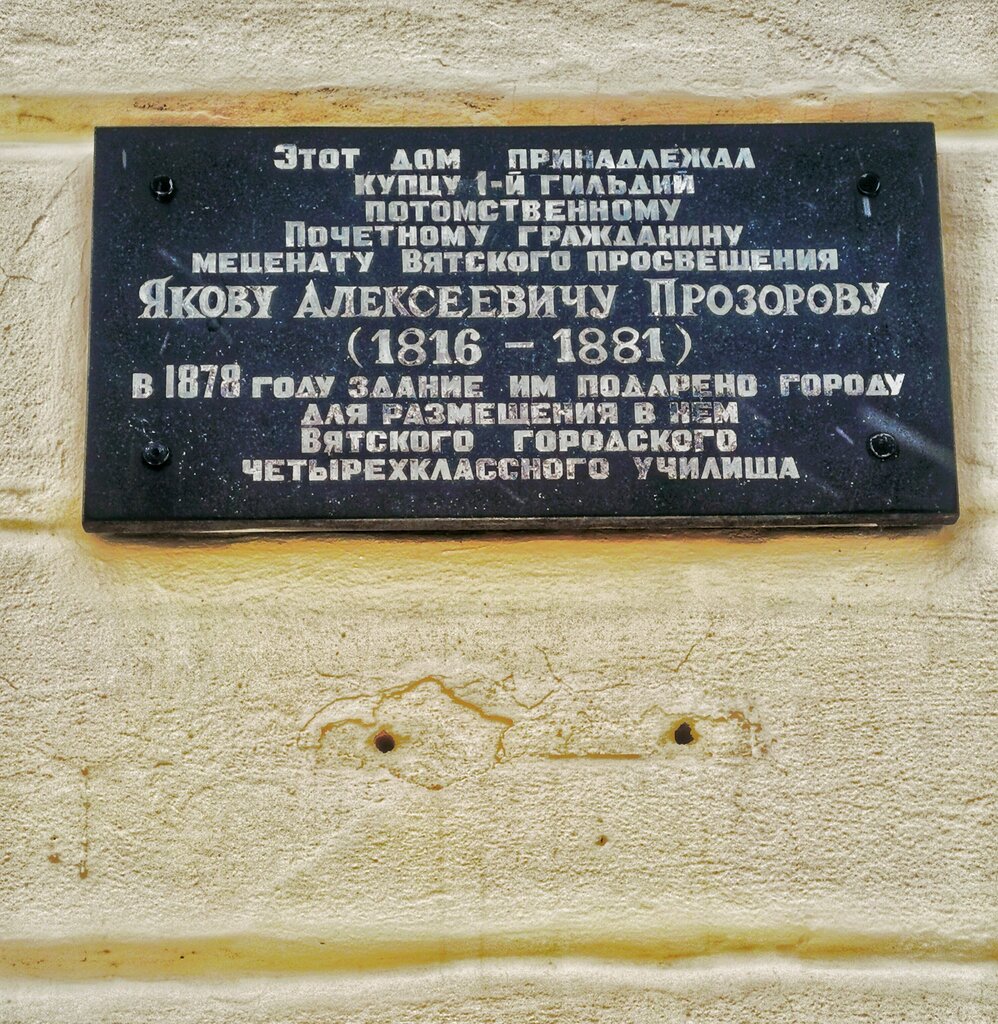 Этот дом принадлежал
купцу 1-й гильдий
потомственному
Почетному гражданину
меценату Вятского просвещения
Якову Алексеевичу Прозорову
(1816 - 1881)
в 1878 году здание им подарено городу
для размещения в нем
Вятского городского
четырехклассного училища